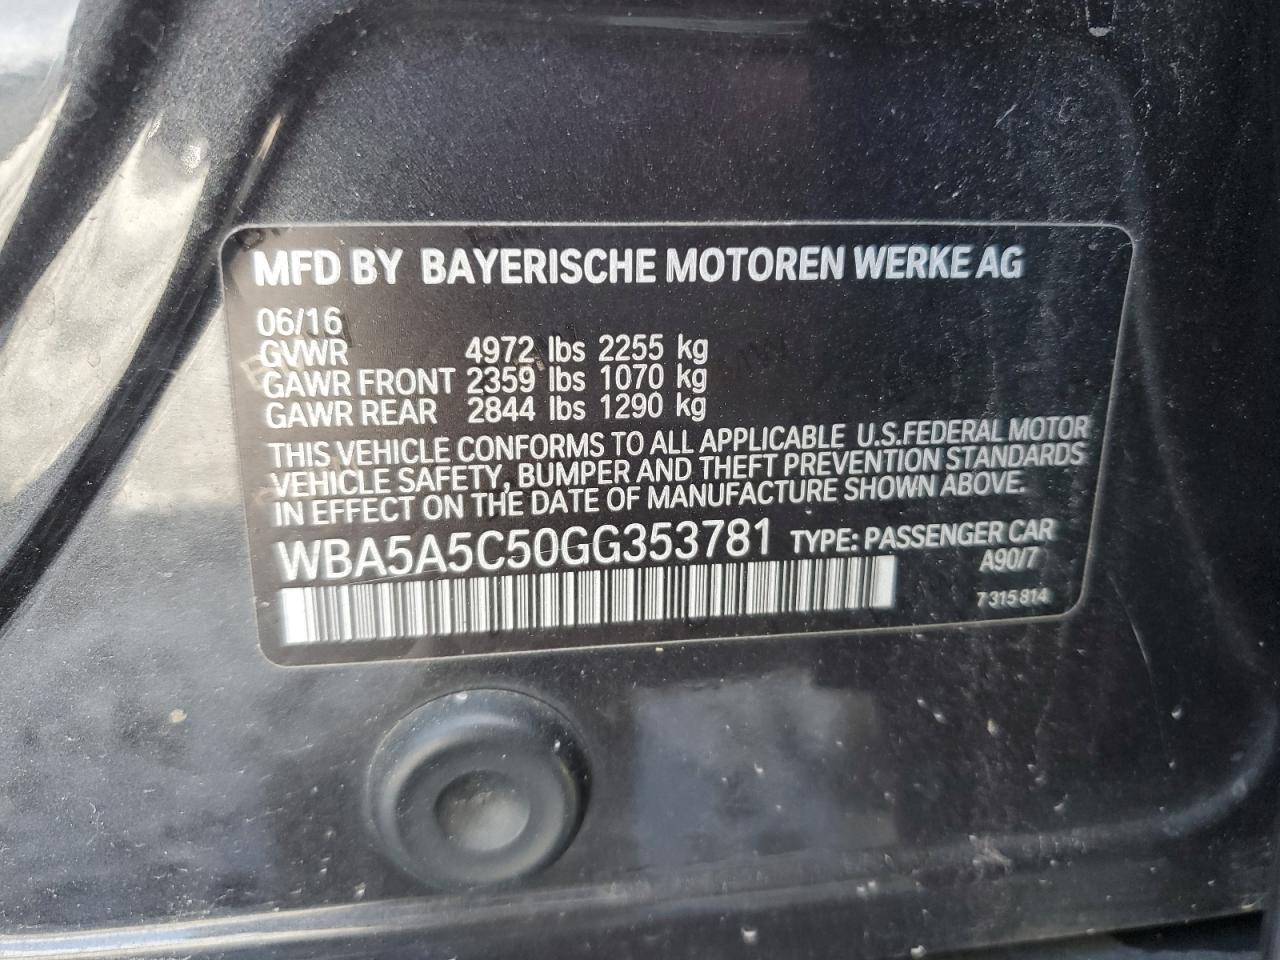 MFD BY BAYERISCHE MOTOREN WERKE AG
06/16
GVWR 4972 lbs 2255 kg
GAWR FRONT 2359 lbs 1070 kg
GAWR REAR 2844 lbs 1290 kg
THIS VEHICLE CONFORMS TO ALL APPLICABLE U.S.FEDERAL MOTOR
VEHICLE SAFETY, BUMPER AND THEFT PREVENTION STANDARDS
IN EFFECT ON THE DATE OF MANUFACTURE SHOWN ABOVE.
WBA5A5C50GG353781 TYPE: PASSENGER CAR
A90/7
7 315 814